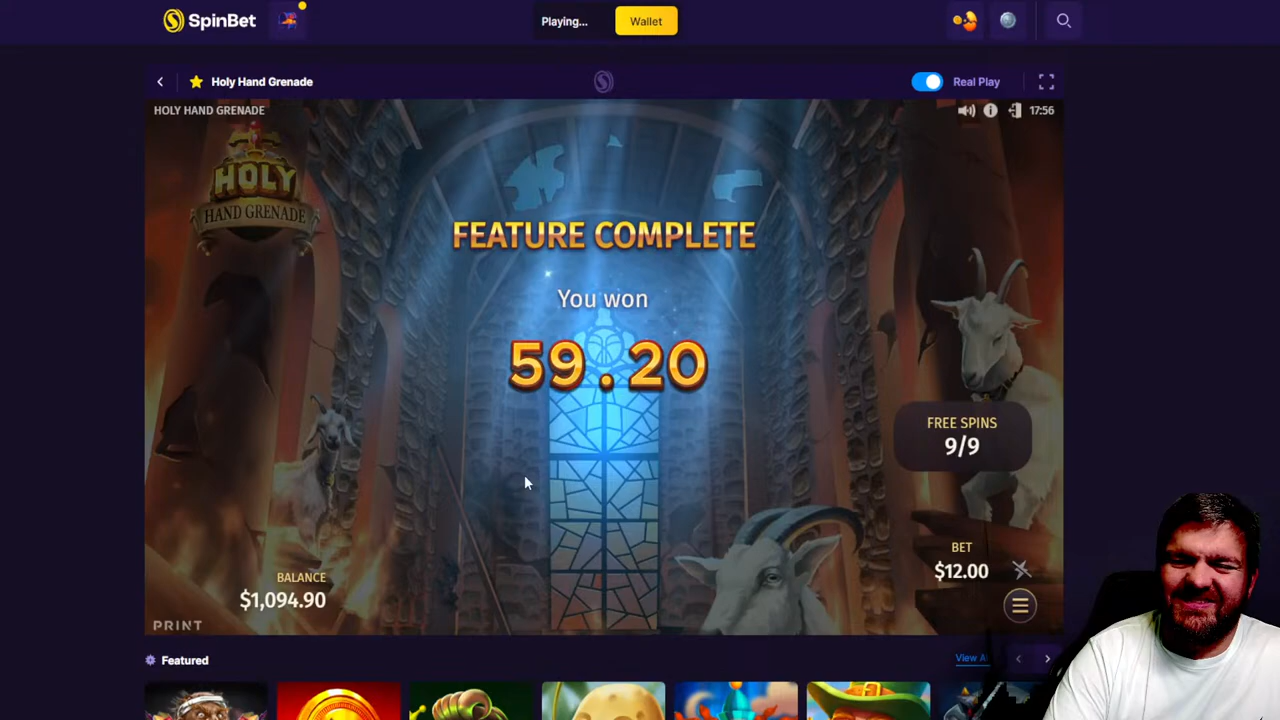 SpinBet
Playing...
Wallet
Holy Hand Grenade
Real Play
HOLY HAND GRENADE
17:56
HOLY
HAND GRENADE
FEATURE COMPLETE
You won
59.20
FREE SPINS
9/9
BET
$12.00
BALANCE
$1,094.90
PRINT
Featured
View A